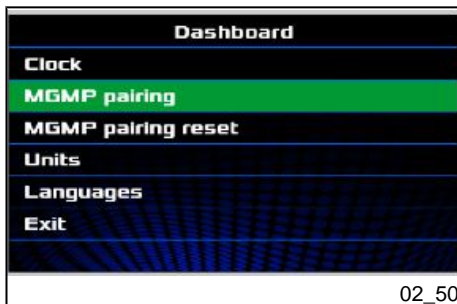 Dashboard
Clock
MGMP pairing
MGMP pairing reset
Units
Languages
Exit
02_50